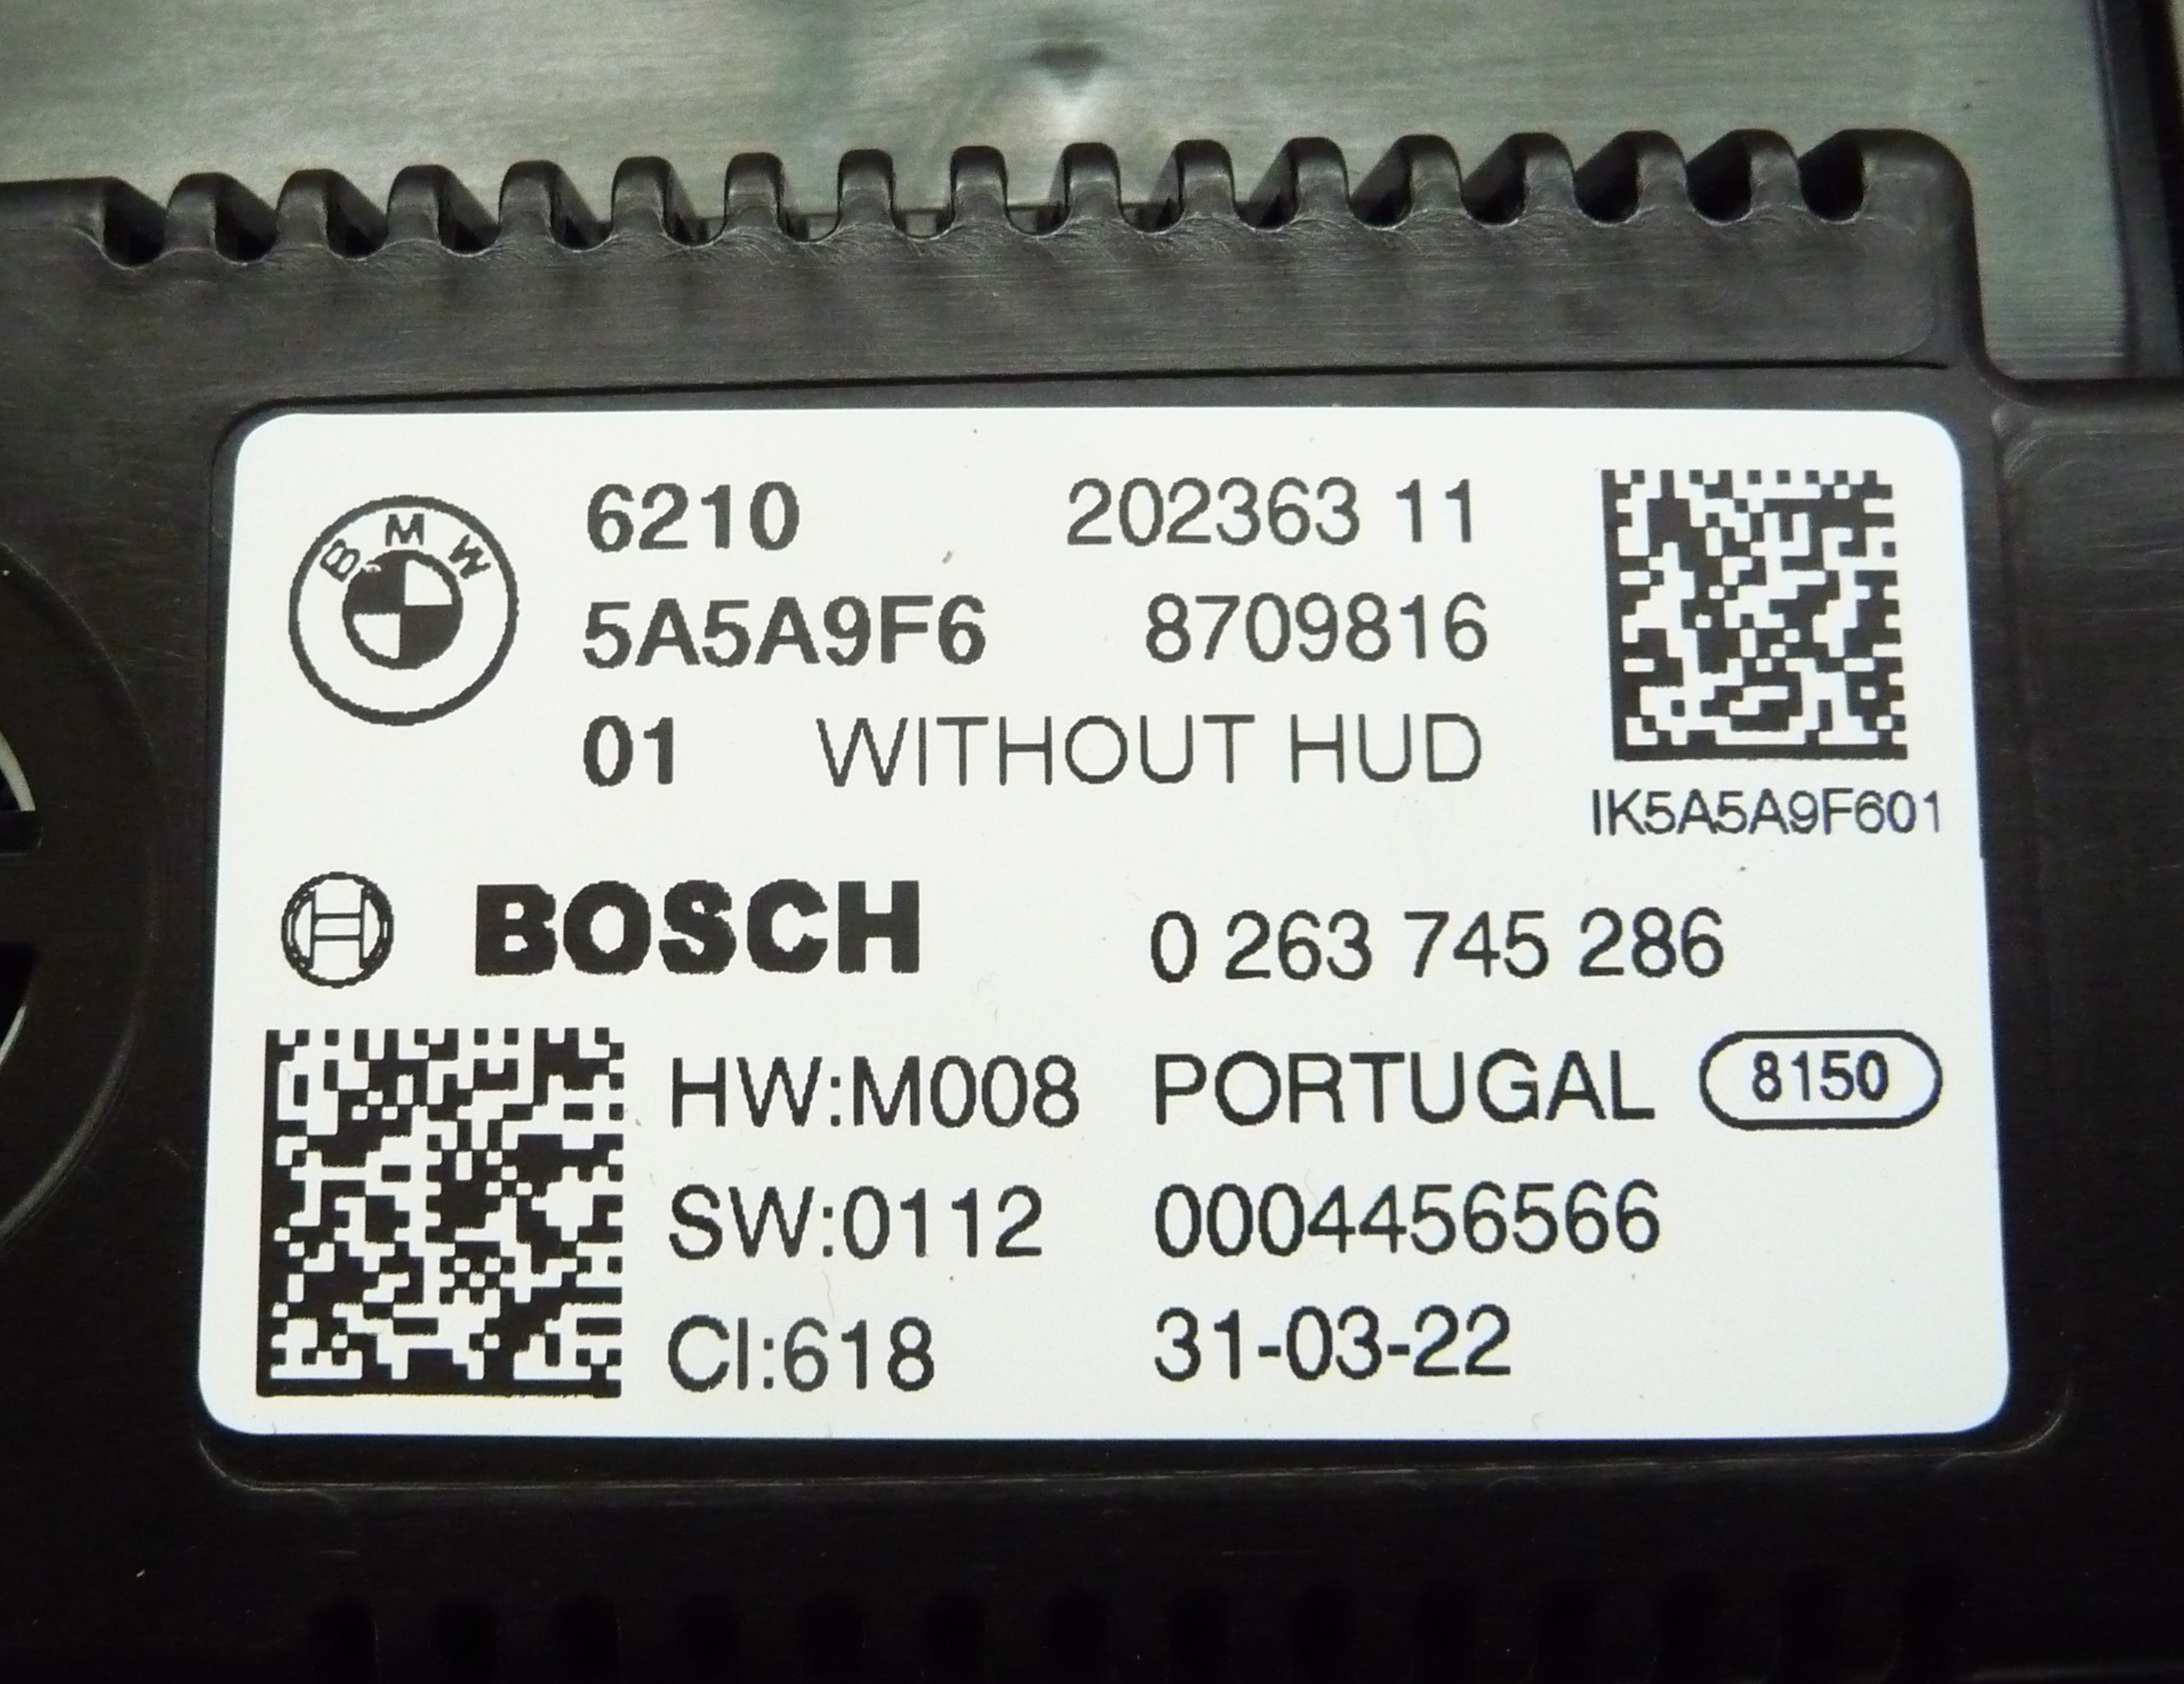 BMW
6210 202363 11
5A5A9F6 8709816
01 WITHOUT HUD
IK5A5A9F601
BOSCH 0 263 745 286
HW:M008 PORTUGAL 8150
SW:0112 0004456566
CI:618 31-03-22